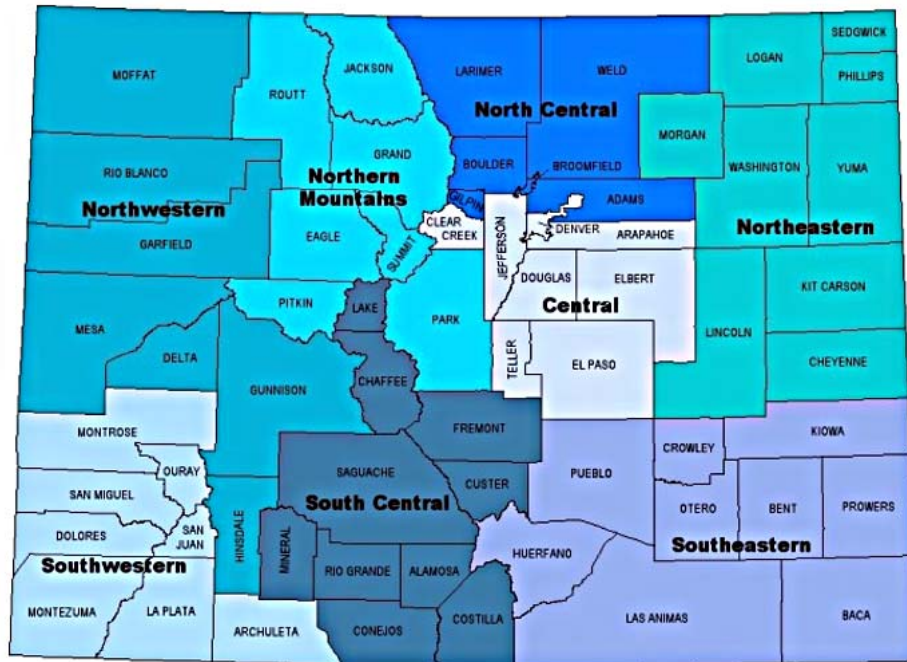 SEDGWICK
LOGAN
JACKSON
LARIMER
WELD
MOFFAT
PHILLIPS
ROUTT
North Central
MORGAN
GRAND
BOULDER
BROOMFIELD
WASHINGTON
YUMA
RIO BLANCO
Northern
Mountains
Northwestern
GILPIN
ADAMS
CLEAR
CREEK
DENVER
ARAPAHOE
Northeastern
GARFIELD
EAGLE
SUMMIT
JEFFERSON
DOUGLAS
ELBERT
KIT CARSON
PITKIN
LAKE
PARK
Central
LINCOLN
MESA
DELTA
TELLER
EL PASO
CHEYENNE
GUNNISON
CHAFFEE
MONTROSE
FREMONT
CROWLEY
KIOWA
OURAY
SAGUACHE
CUSTER
PUEBLO
SAN MIGUEL
South Central
OTERO
BENT
PROWERS
DOLORES
SAN
JUAN
HINSDALE
MINERAL
HUERFANO
Southeastern
Southwestern
RIO GRANDE
ALAMOSA
MONTEZUMA
LA PLATA
ARCHULETA
CONEJOS
COSTILLA
LAS ANIMAS
BACA